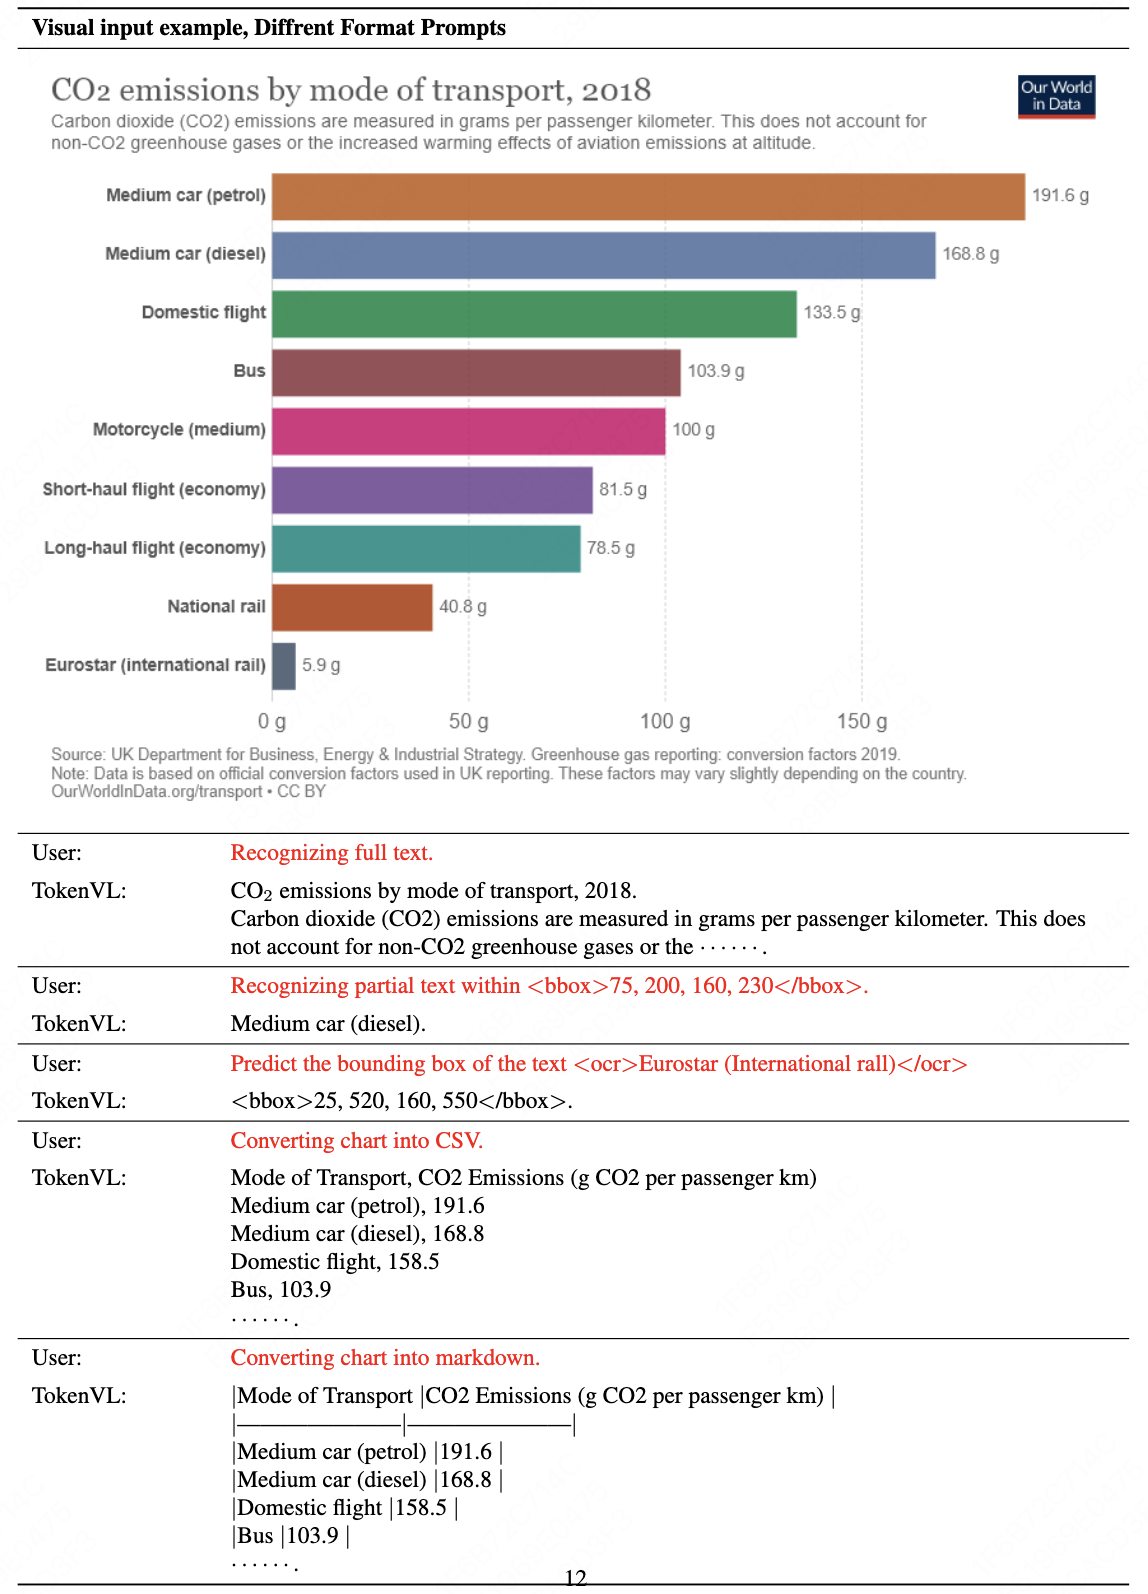 Visual input example, Diffrent Format Prompts
CO2 emissions by mode of transport, 2018
Our World
in Data
Carbon dioxide (CO2) emissions are measured in grams per passenger kilometer. This does not account for
non-CO2 greenhouse gases or the increased warming effects of aviation emissions at altitude.
Medium car (petrol) 191.6 g
Medium car (diesel) 168.8 g
Domestic flight 133.5 g
Bus 103.9 g
Motorcycle (medium) 100 g
Short-haul flight (economy) 81.5 g
Long-haul flight (economy) 78.5 g
National rail 40.8 g
Eurostar (international rail) 5.9 g
0 g 50 g 100 g 150 g
Source: UK Department for Business, Energy & Industrial Strategy. Greenhouse gas reporting: conversion factors 2019.
Note: Data is based on official conversion factors used in UK reporting. These factors may vary slightly depending on the country.
OurWorldInData.org/transport • CC BY
User: Recognizing full text.
TokenVL: CO₂ emissions by mode of transport, 2018.
Carbon dioxide (CO2) emissions are measured in grams per passenger kilometer. This does
not account for non-CO2 greenhouse gases or the · · · · · · .
User: Recognizing partial text within <bbox>75, 200, 160, 230</bbox>.
TokenVL: Medium car (diesel).
User: Predict the bounding box of the text <ocr>Eurostar (International rall)</ocr>
TokenVL: <bbox>25, 520, 160, 550</bbox>.
User: Converting chart into CSV.
TokenVL: Mode of Transport, CO2 Emissions (g CO2 per passenger km)
Medium car (petrol), 191.6
Medium car (diesel), 168.8
Domestic flight, 158.5
Bus, 103.9
· · · · · · .
User: Converting chart into markdown.
TokenVL: |Mode of Transport |CO2 Emissions (g CO2 per passenger km) |
|———————|———————|
|Medium car (petrol) |191.6 |
|Medium car (diesel) |168.8 |
|Domestic flight |158.5 |
|Bus |103.9 |
· · · · · · .
12